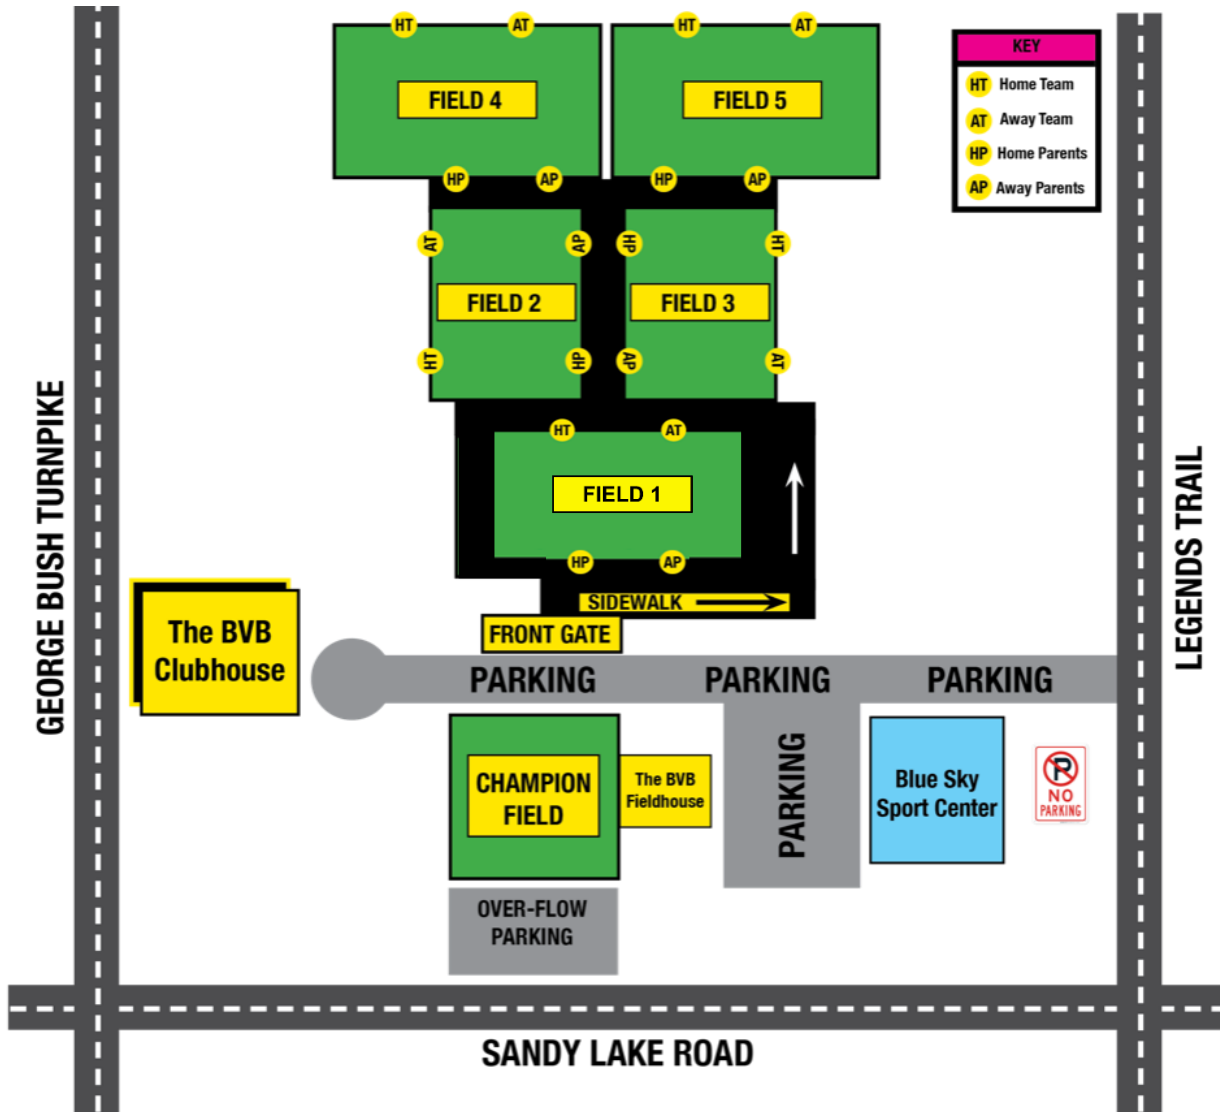 HT
AT
HT
AT
KEY
HT Home Team
AT Away Team
HP Home Parents
AP Away Parents
FIELD 4
FIELD 5
HP
AP
HP
AP
AT
AP
HP
HT
FIELD 2
FIELD 3
HT
HP
AP
AT
HT
AT
FIELD 1
HP
AP
GEORGE BUSH TURNPIKE
LEGENDS TRAIL
SIDEWALK
FRONT GATE
The BVB
Clubhouse
PARKING
PARKING
PARKING
PARKING
CHAMPION
FIELD
The BVB
Fieldhouse
Blue Sky
Sport Center
P
NO
PARKING
OVER-FLOW
PARKING
SANDY LAKE ROAD